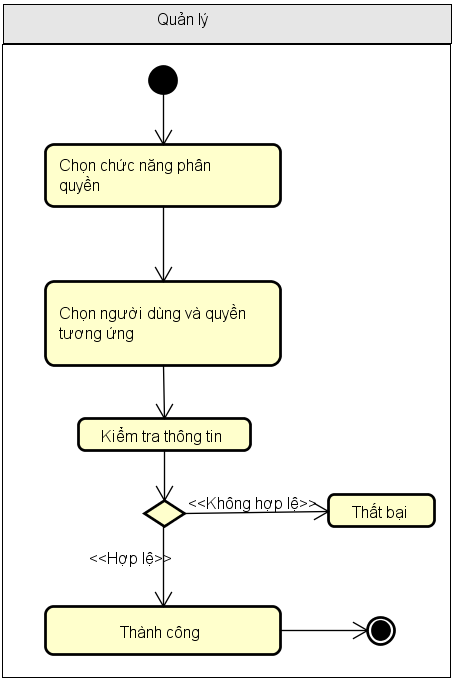 Quản lý
Chọn chức năng phân
quyền
Chọn người dùng và quyền
tương ứng
Kiểm tra thông tin
<<Không hợp lệ>>
Thất bại
<<Hợp lệ>>
Thành công